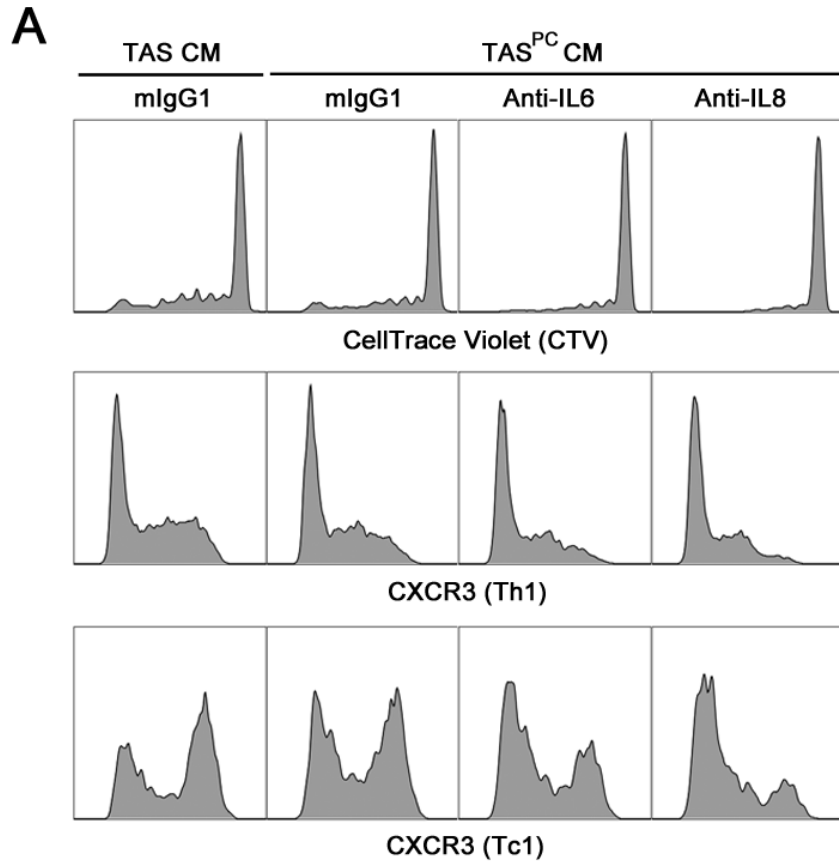 A
TAS CM TAS^PC CM
mIgG1 mIgG1 Anti-IL6 Anti-IL8
CellTrace Violet (CTV)
CXCR3 (Th1)
CXCR3 (Tc1)